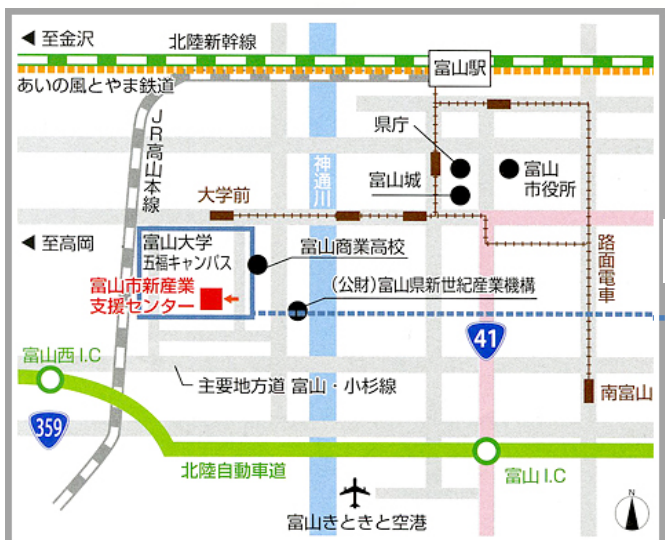 至金沢
北陸新幹線
富山駅
あいの風とやま鉄道
JR高山本線
県庁
神通川
富山城
富山
市役所
大学前
至高岡
富山大学
五福キャンパス
富山商業高校
路面電車
富山市新産業
支援センター
(公財)富山県新世紀産業機構
41
富山西I.C
主要地方道 富山・小杉線
南富山
359
北陸自動車道
富山I.C
富山きときと空港
N